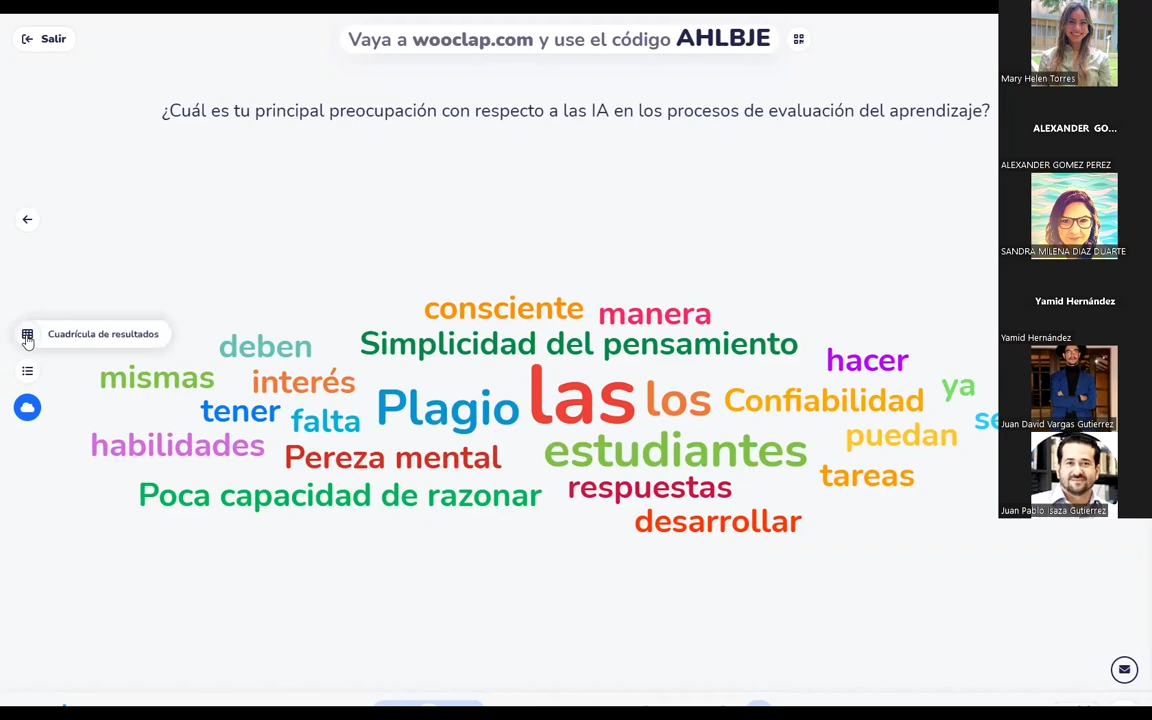 Salir
Vaya a wooclap.com y use el código AHLBJE
¿Cuál es tu principal preocupación con respecto a las IA en los procesos de evaluación del aprendizaje?
Cuadrícula de resultados
consciente
manera
deben
Simplicidad del pensamiento
hacer
mismas
interés
las
ya
tener
falta
Plagio
los
Confiabilidad
habilidades
Pereza mental
estudiantes
puedan
tareas
Poca capacidad de razonar
respuestas
desarrollar
Mary Helen Torres
ALEXANDER GO...
ALEXANDER GOMEZ PEREZ
SANDRA MILENA DIAZ DUARTE
Yamid Hernández
Yamid Hernández
Juan David Vargas Gutierrez
Juan Pablo Isaza Gutierrez